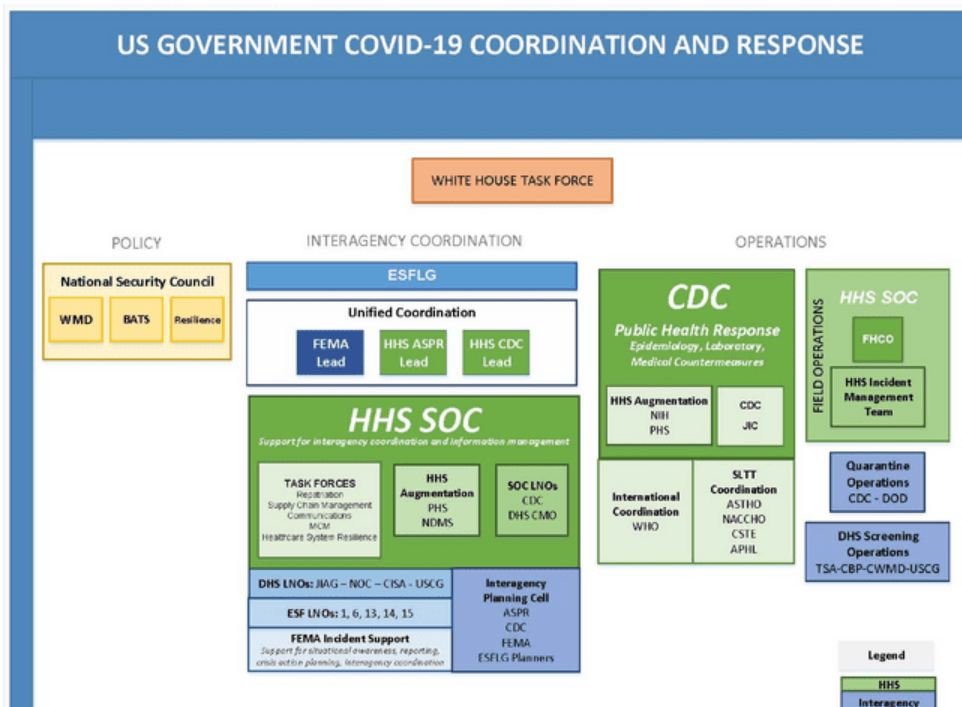 US GOVERNMENT COVID-19 COORDINATION AND RESPONSE
WHITE HOUSE TASK FORCE
POLICY
National Security Council
WMD
BATS
Resilience
INTERAGENCY COORDINATION
ESFLG
Unified Coordination
FEMA
Lead
HHS ASPR
Lead
HHS CDC
Lead
HHS SOC
Support for interagency coordination and information management
TASK FORCES
Repatriation
Supply Chain Management
Communications
MCM
Healthcare System Resilience
HHS
Augmentation
PHS
NDMS
SOC LNOs
CDC
DHS CMO
DHS LNOs: JIAG – NOC – CISA - USCG
ESF LNOs: 1, 6, 13, 14, 15
FEMA Incident Support
Support for situational awareness, reporting,
crisis action planning, interagency coordination
Interagency
Planning Cell
ASPR
CDC
FEMA
ESFLG Planners
OPERATIONS
CDC
Public Health Response
Epidemiology, Laboratory,
Medical Countermeasures
HHS Augmentation
NIH
PHS
CDC
JIC
International
Coordination
WHO
SLTT
Coordination
ASTHO
NACCHO
CSTE
APHL
FIELD OPERATIONS
HHS SOC
FHCO
HHS Incident
Management
Team
Quarantine
Operations
CDC - DOD
DHS Screening
Operations
TSA-CBP-CWMD-USCG
Legend
HHS
Interagency